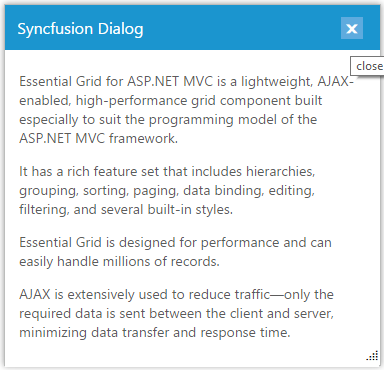 Syncfusion Dialog
close
Essential Grid for ASP.NET MVC is a lightweight, AJAX-
enabled, high-performance grid component built
especially to suit the programming model of the
ASP.NET MVC framework.
It has a rich feature set that includes hierarchies,
grouping, sorting, paging, data binding, editing,
filtering, and several built-in styles.
Essential Grid is designed for performance and can
easily handle millions of records.
AJAX is extensively used to reduce traffic—only the
required data is sent between the client and server,
minimizing data transfer and response time.